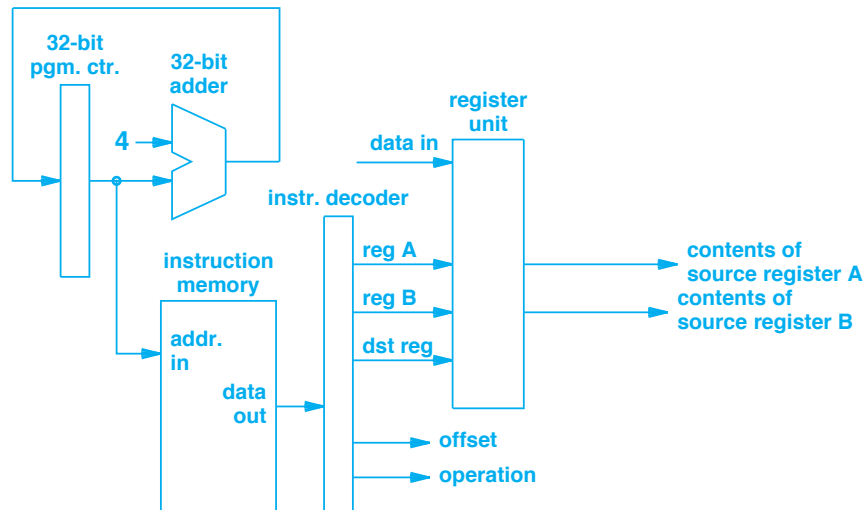 32-bit
pgm. ctr.
32-bit
adder
4
register
unit
data in
instr. decoder
reg A
reg B
dst reg
contents of
source register A
contents of
source register B
instruction
memory
addr.
in
data
out
offset
operation